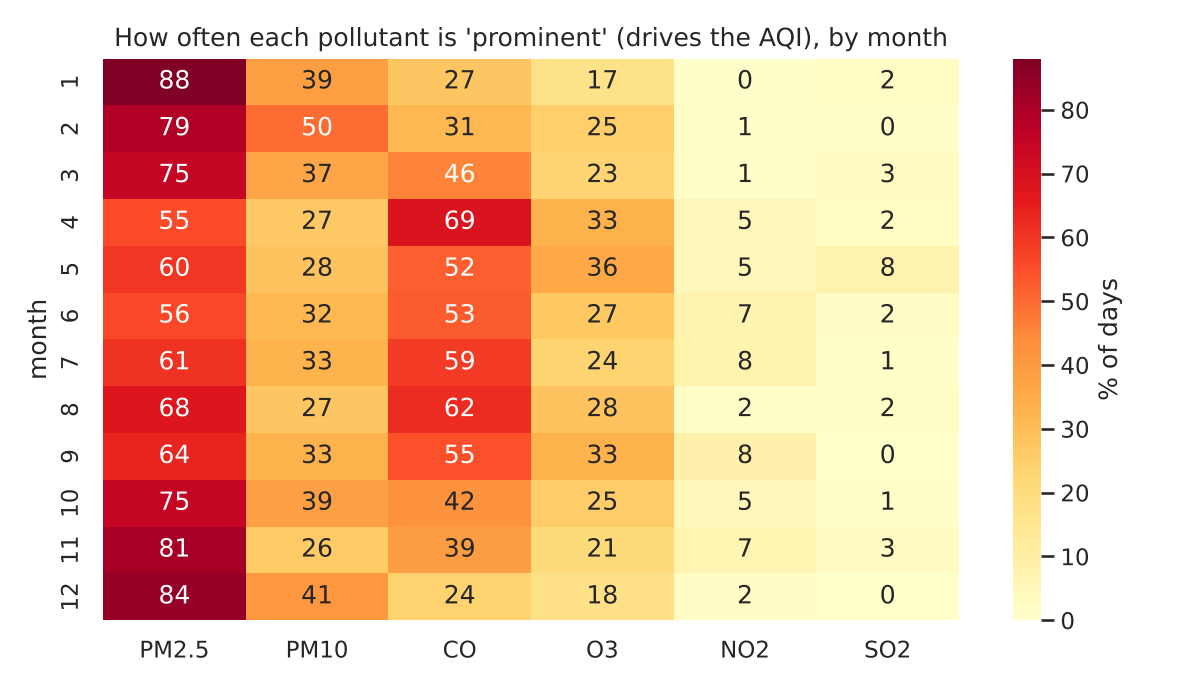 How often each pollutant is 'prominent' (drives the AQI), by month
month
1 88 39 27 17 0 2
2 79 50 31 25 1 0
3 75 37 46 23 1 3
4 55 27 69 33 5 2
5 60 28 52 36 5 8
6 56 32 53 27 7 2
7 61 33 59 24 8 1
8 68 27 62 28 2 2
9 64 33 55 33 8 0
10 75 39 42 25 5 1
11 81 26 39 21 7 3
12 84 41 24 18 2 0
PM2.5 PM10 CO O3 NO2 SO2
80
70
60
50
40
30
20
10
0
% of days